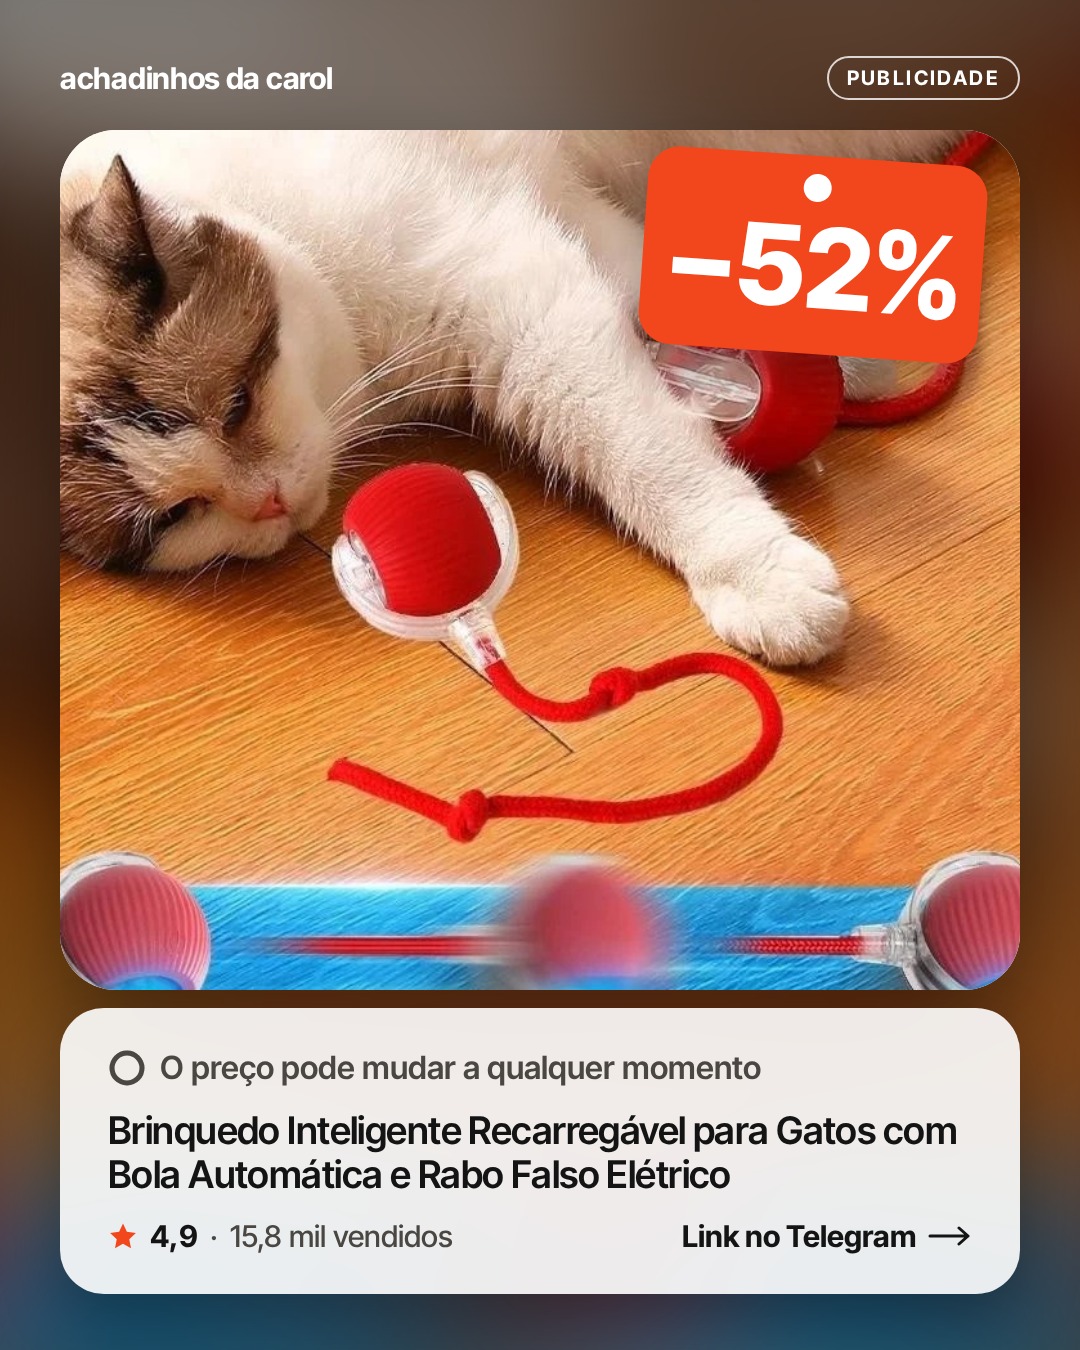 achadinhos da carol
PUBLICIDADE
-52%
O preço pode mudar a qualquer momento
Brinquedo Inteligente Recarregável para Gatos com
Bola Automática e Rabo Falso Elétrico
4,9 · 15,8 mil vendidos
Link no Telegram →